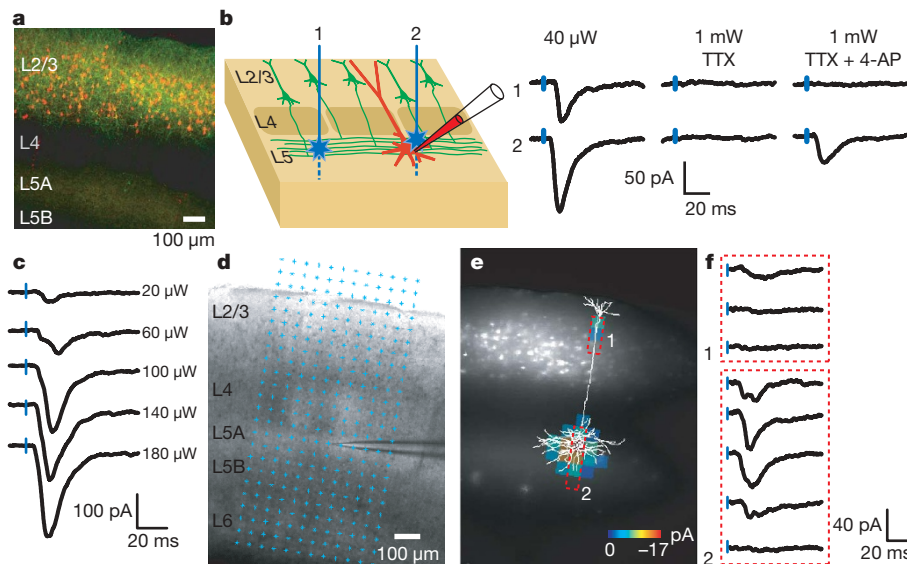 a
L2/3
L4
L5A
L5B
100 µm
b
1
2
L2/3
L4
L5
40 µW
1 mW
TTX
1 mW
TTX + 4-AP
1
2
50 pA
20 ms
c
20 µW
60 µW
100 µW
140 µW
180 µW
100 pA
20 ms
d
L2/3
L4
L5A
L5B
L6
100 µm
e
1
2
pA
0 –17
f
1
2
40 pA
20 ms